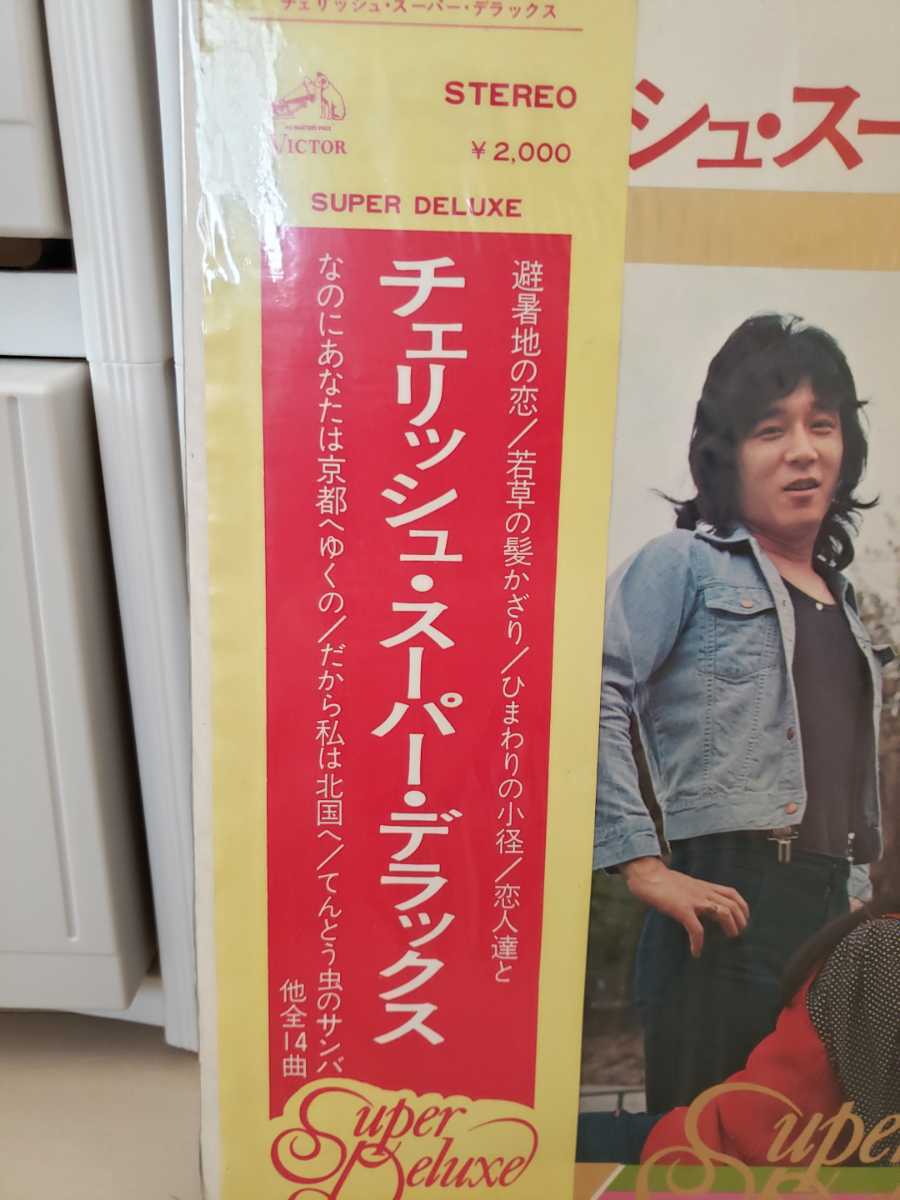 チェリッシュ・スーパー・デラックス
HIS MASTER'S VOICE
VICTOR
STEREO
¥2,000
SUPER DELUXE
避暑地の恋/若草の髪かざり/ひまわりの小径/恋人達と
チェリッシュ・スーパー・デラックス
なのにあなたは京都へゆくの/だから私は北国へ/てんとう虫のサンバ
他全14曲
Super Deluxe
シュ・スー
Super